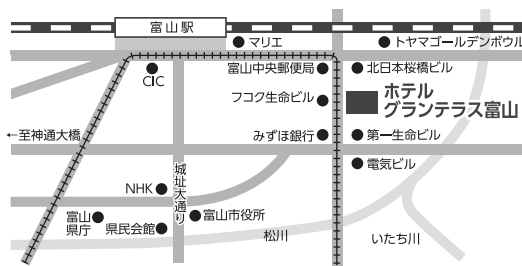 富山駅
マリエ
トヤマゴールデンボウル
CIC
富山中央郵便局
北日本桜橋ビル
フコク生命ビル
ホテル
グランテラス富山
←至神通大橋
みずほ銀行
第一生命ビル
電気ビル
城址大通り
NHK
富山
県庁
県民会館
富山市役所
松川
いたち川